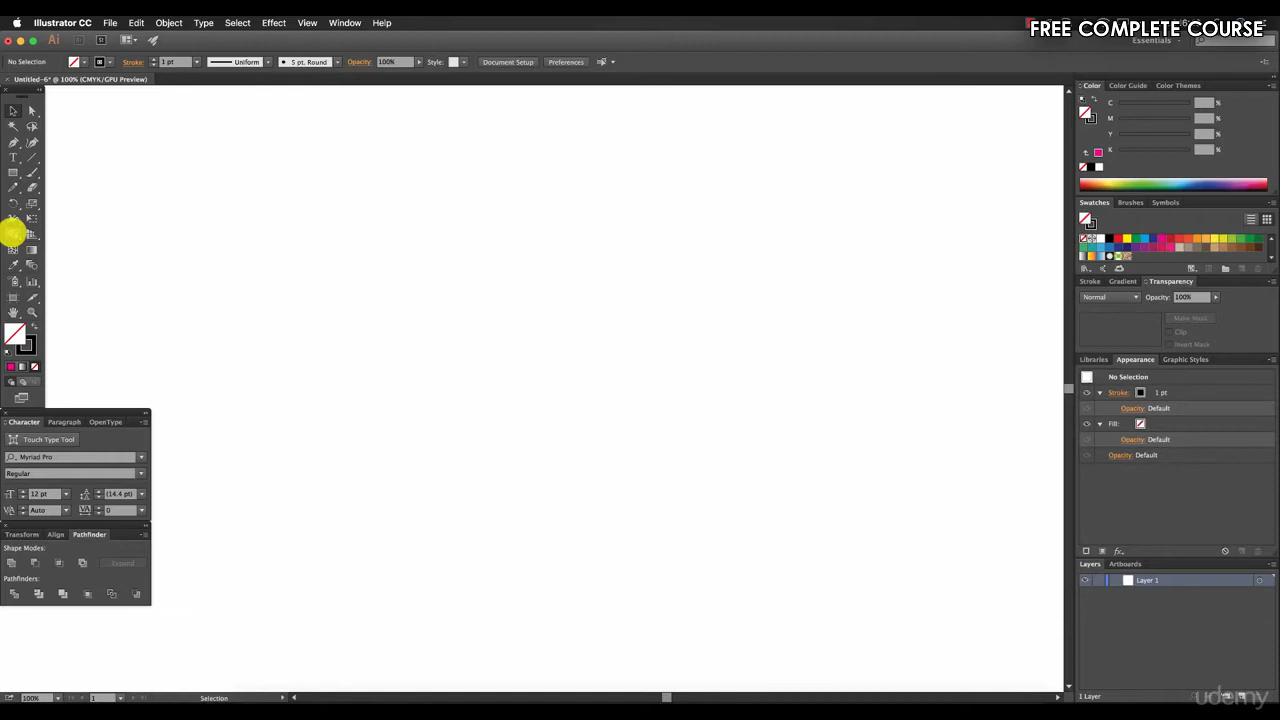 Illustrator CC File Edit Object Type Select Effect View Window Help
FREE COMPLETE COURSE
Ai St Essentials
No Selection Stroke: 1 pt Uniform 5 pt. Round Opacity: 100% Style: Document Setup Preferences
Untitled-6* @ 100% (CMYK/GPU Preview)
Color Color Guide Color Themes
C %
M %
Y %
K %
Swatches Brushes Symbols
Stroke Gradient Transparency
Normal Opacity: 100%
Make Mask
Clip
Invert Mask
Libraries Appearance Graphic Styles
No Selection
Stroke: 1 pt
Opacity: Default
Fill:
Opacity: Default
Opacity: Default
fx
Layers Artboards
Layer 1
1 Layer
Character Paragraph OpenType
Touch Type Tool
Myriad Pro
Regular
12 pt (14.4 pt)
Auto 0
Transform Align Pathfinder
Shape Modes:
Expand
Pathfinders:
100% 1 Selection
udemy